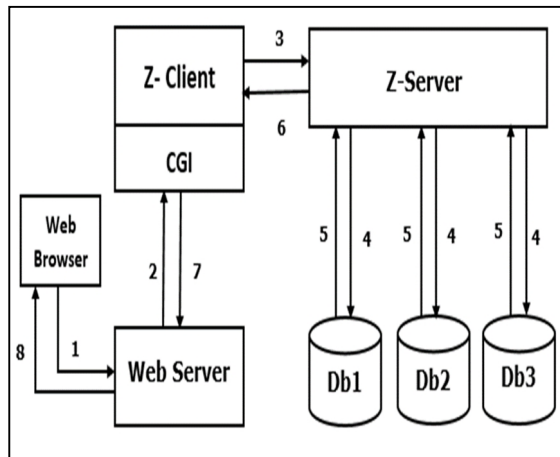 3
Z- Client
Z-Server
6
CGI
Web
Browser
2
7
5
4
5
4
5
4
8
1
Web Server
Db1
Db2
Db3